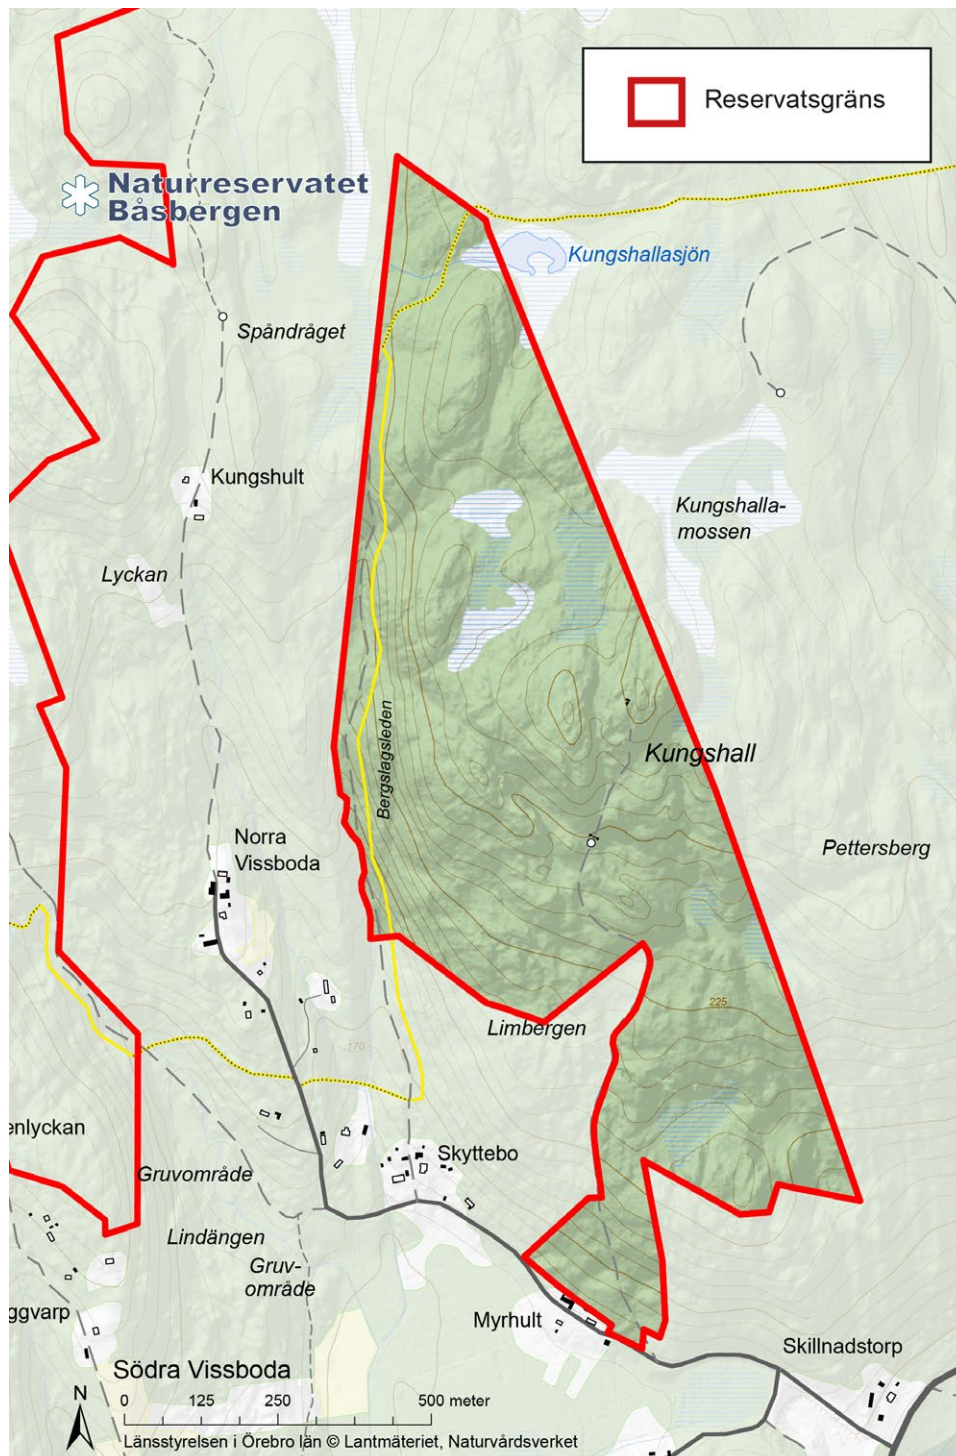 Reservatsgräns
Naturreservatet
Båsbergen
Kungshallasjön
Spåndråget
Kungshult
Kungshalla-
mossen
Lyckan
Bergslagsleden
Kungshall
Norra
Vissboda
Pettersberg
225
Limbergen
170
enlyckan
Skyttebo
Gruvområde
Lindängen
Gruv-
område
ggvarp
Myrhult
Skillnadstorp
Södra Vissboda
N
0 125 250 500 meter
Länsstyrelsen i Örebro län © Lantmäteriet, Naturvårdsverket